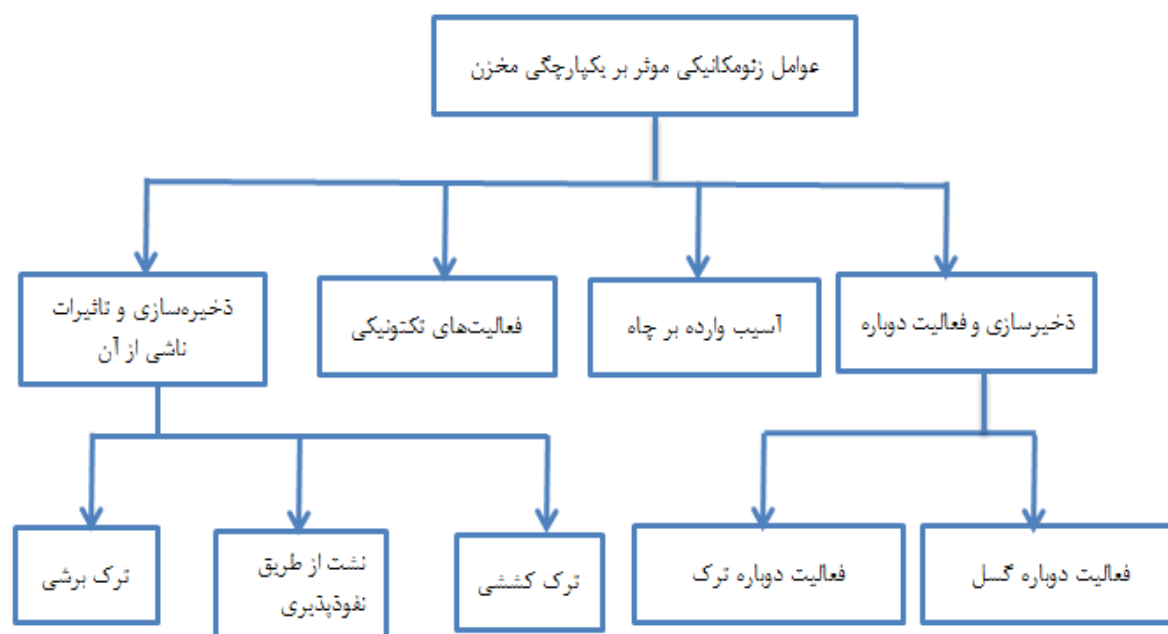 عوامل ژئومکانیکی موثر بر یکپارچگی مخزن
ذخیرسازی و فعالیت دوباره
آسیب وارده بر چاه
فعالیت‌های تکتونیکی
ذخیره‌سازی و تاثیرات
ناشی از آن
فعالیت دوباره گسل
فعالیت دوباره ترک
ترک کششی
نشت از طریق
نفوذپذیری
ترک برشی